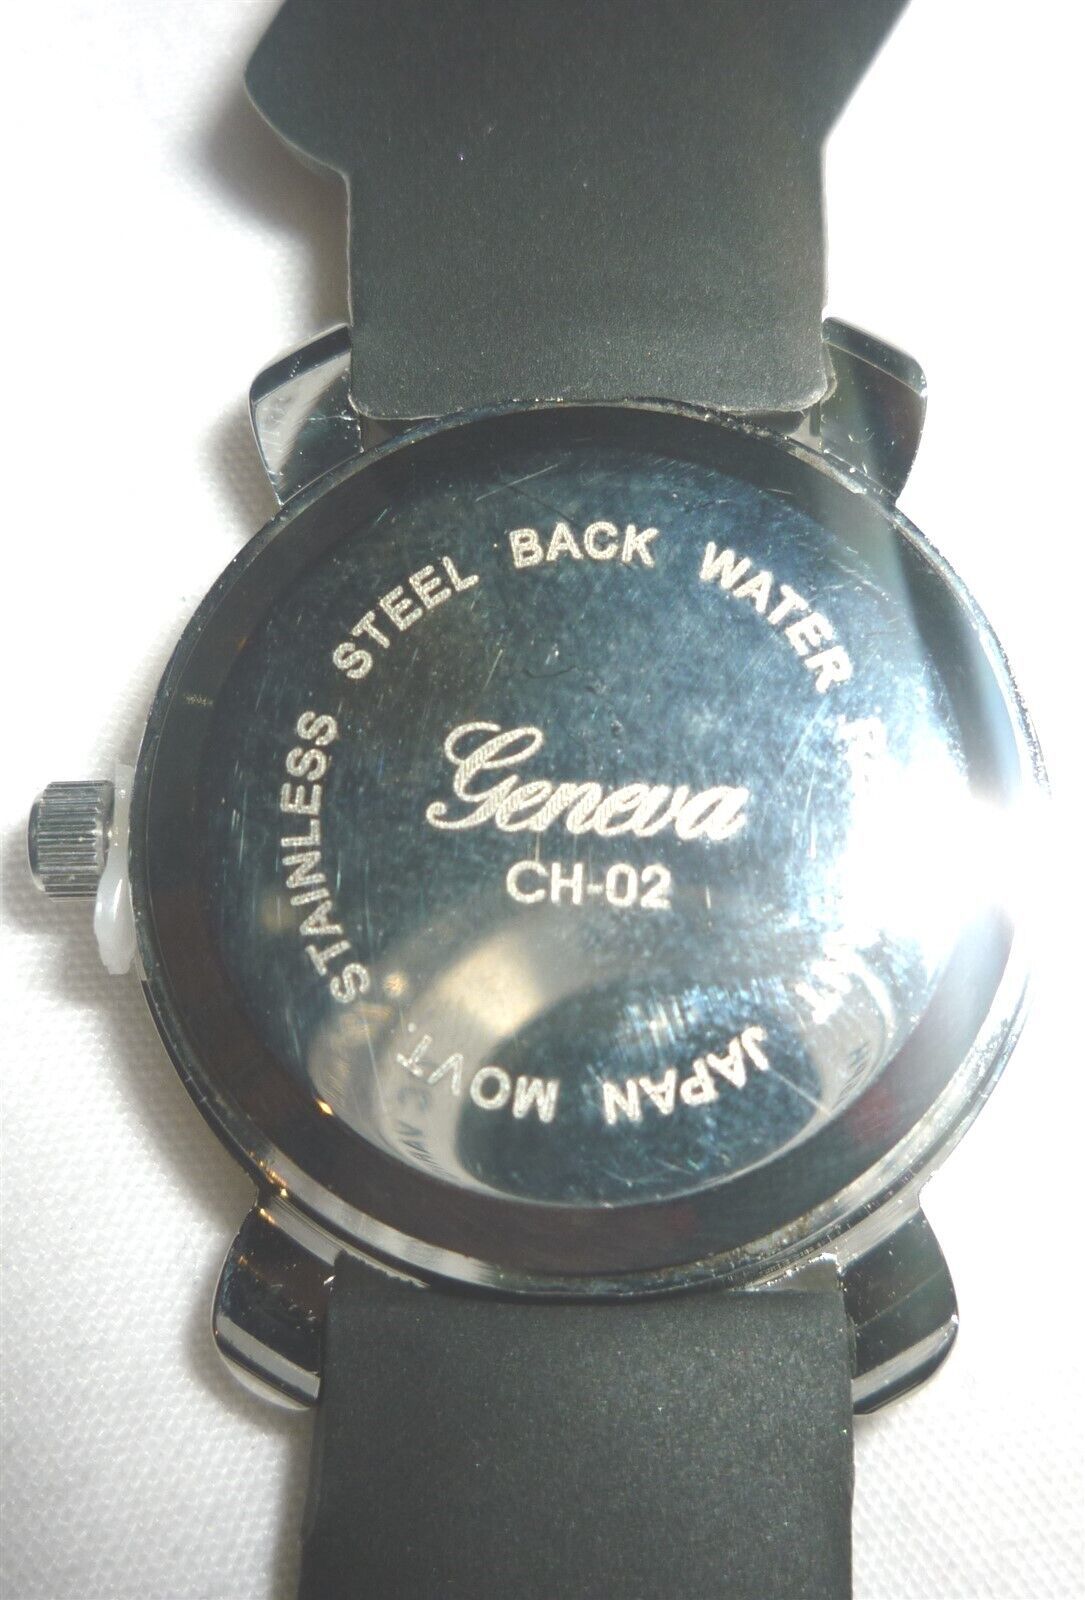 STAINLESS STEEL BACK WATER
JAPAN MOVT.
Geneva
CH-02